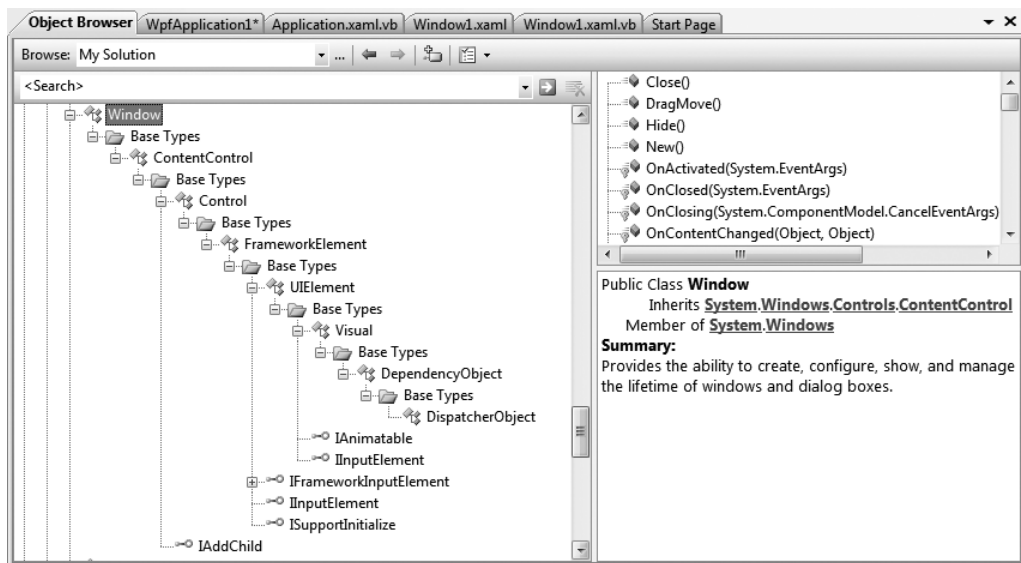 Object Browser WpfApplication1* Application.xaml.vb Window1.xaml Window1.xaml.vb Start Page
Browse: My Solution ...
<Search>
Window
Base Types
ContentControl
Base Types
Control
Base Types
FrameworkElement
Base Types
UIElement
Base Types
Visual
Base Types
DependencyObject
Base Types
DispatcherObject
IAnimatable
IInputElement
IFrameworkInputElement
IInputElement
ISupportInitialize
IAddChild
Close()
DragMove()
Hide()
New()
OnActivated(System.EventArgs)
OnClosed(System.EventArgs)
OnClosing(System.ComponentModel.CancelEventArgs)
OnContentChanged(Object, Object)
Public Class Window
Inherits System.Windows.Controls.ContentControl
Member of System.Windows
Summary:
Provides the ability to create, configure, show, and manage
the lifetime of windows and dialog boxes.